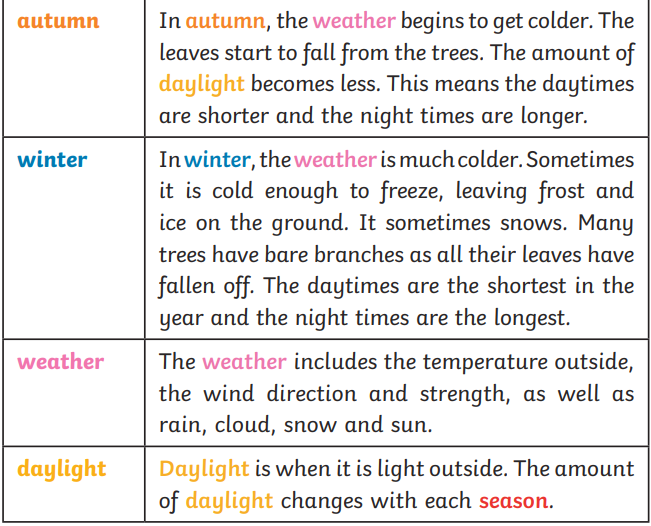 autumn
In autumn, the weather begins to get colder. The
leaves start to fall from the trees. The amount of
daylight becomes less. This means the daytimes
are shorter and the night times are longer.
winter
In winter, the weather is much colder. Sometimes
it is cold enough to freeze, leaving frost and
ice on the ground. It sometimes snows. Many
trees have bare branches as all their leaves have
fallen off. The daytimes are the shortest in the
year and the night times are the longest.
weather
The weather includes the temperature outside,
the wind direction and strength, as well as
rain, cloud, snow and sun.
daylight
Daylight is when it is light outside. The amount
of daylight changes with each season.